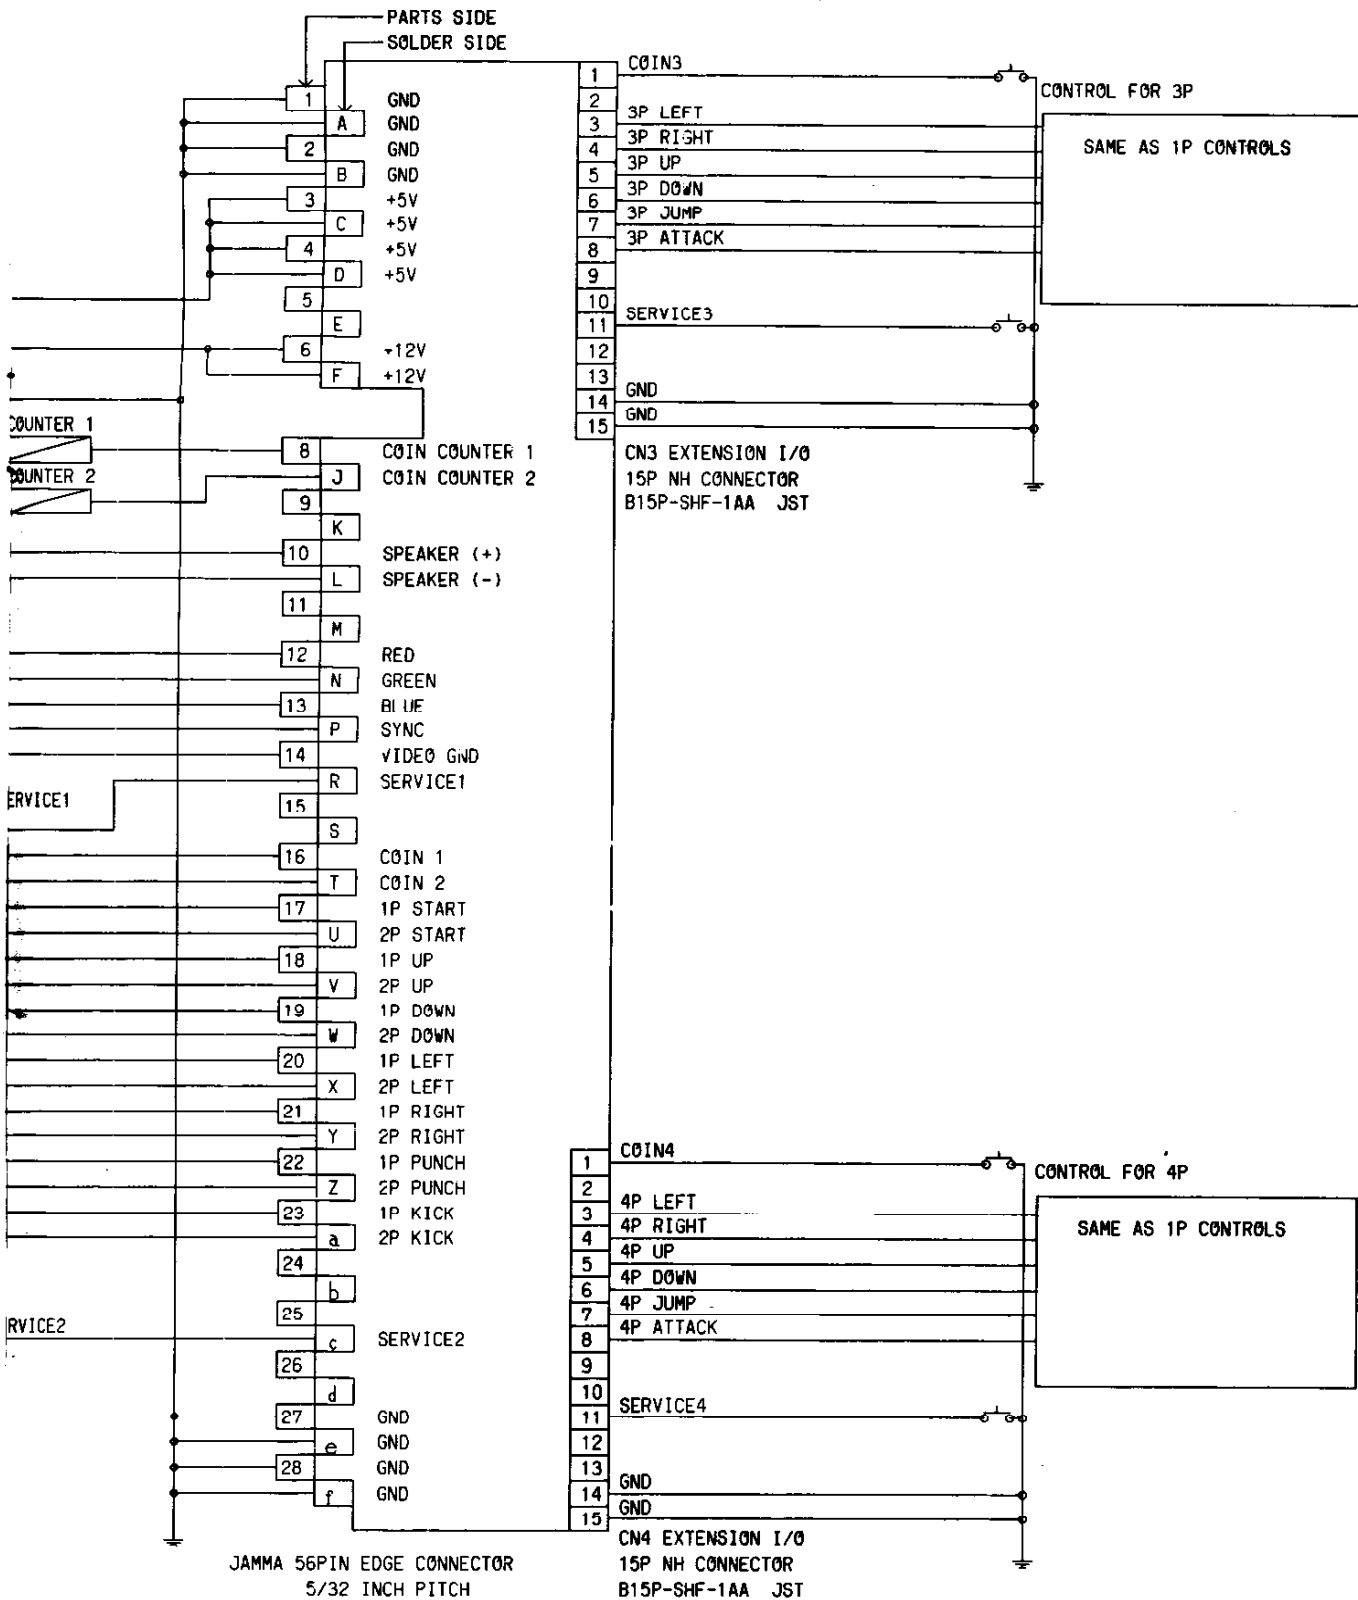 PARTS SIDE
SOLDER SIDE
1 GND
A GND
2 GND
B GND
3 +5V
C +5V
4 +5V
D +5V
5
E
6 +12V
F +12V
COUNTER 1
8 COIN COUNTER 1
COUNTER 2
J COIN COUNTER 2
9
K
10 SPEAKER (+)
L SPEAKER (-)
11
M
12 RED
N GREEN
13 BLUE
P SYNC
14 VIDEO GND
R SERVICE1
ERVICE1
15
S
16 COIN 1
T COIN 2
17 1P START
U 2P START
18 1P UP
V 2P UP
19 1P DOWN
W 2P DOWN
20 1P LEFT
X 2P LEFT
21 1P RIGHT
Y 2P RIGHT
22 1P PUNCH
Z 2P PUNCH
23 1P KICK
a 2P KICK
24
b
25
RVICE2
c SERVICE2
26
d
27 GND
e GND
28 GND
f GND
JAMMA 56PIN EDGE CONNECTOR
5/32 INCH PITCH
1 COIN3
2
3 3P LEFT
4 3P RIGHT
5 3P UP
6 3P DOWN
7 3P JUMP
8 3P ATTACK
9
10
11 SERVICE3
12
13
14 GND
15 GND
CONTROL FOR 3P
SAME AS 1P CONTROLS
CN3 EXTENSION I/O
15P NH CONNECTOR
B15P-SHF-1AA JST
1 COIN4
2
3 4P LEFT
4 4P RIGHT
5 4P UP
6 4P DOWN
7 4P JUMP
8 4P ATTACK
9
10
11 SERVICE4
12
13
14 GND
15 GND
CONTROL FOR 4P
SAME AS 1P CONTROLS
CN4 EXTENSION I/O
15P NH CONNECTOR
B15P-SHF-1AA JST